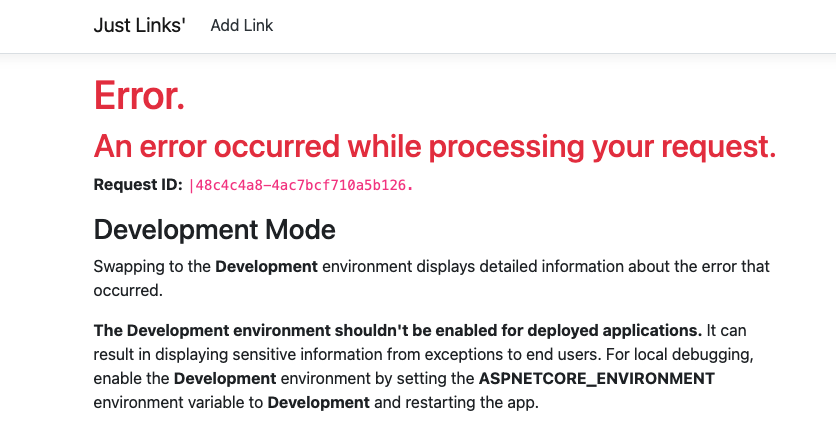 Just Links' Add Link
Error.
An error occurred while processing your request.
Request ID: |48c4c4a8-4ac7bcf710a5b126.
Development Mode
Swapping to the Development environment displays detailed information about the error that
occurred.
The Development environment shouldn't be enabled for deployed applications. It can
result in displaying sensitive information from exceptions to end users. For local debugging,
enable the Development environment by setting the ASPNETCORE_ENVIRONMENT
environment variable to Development and restarting the app.